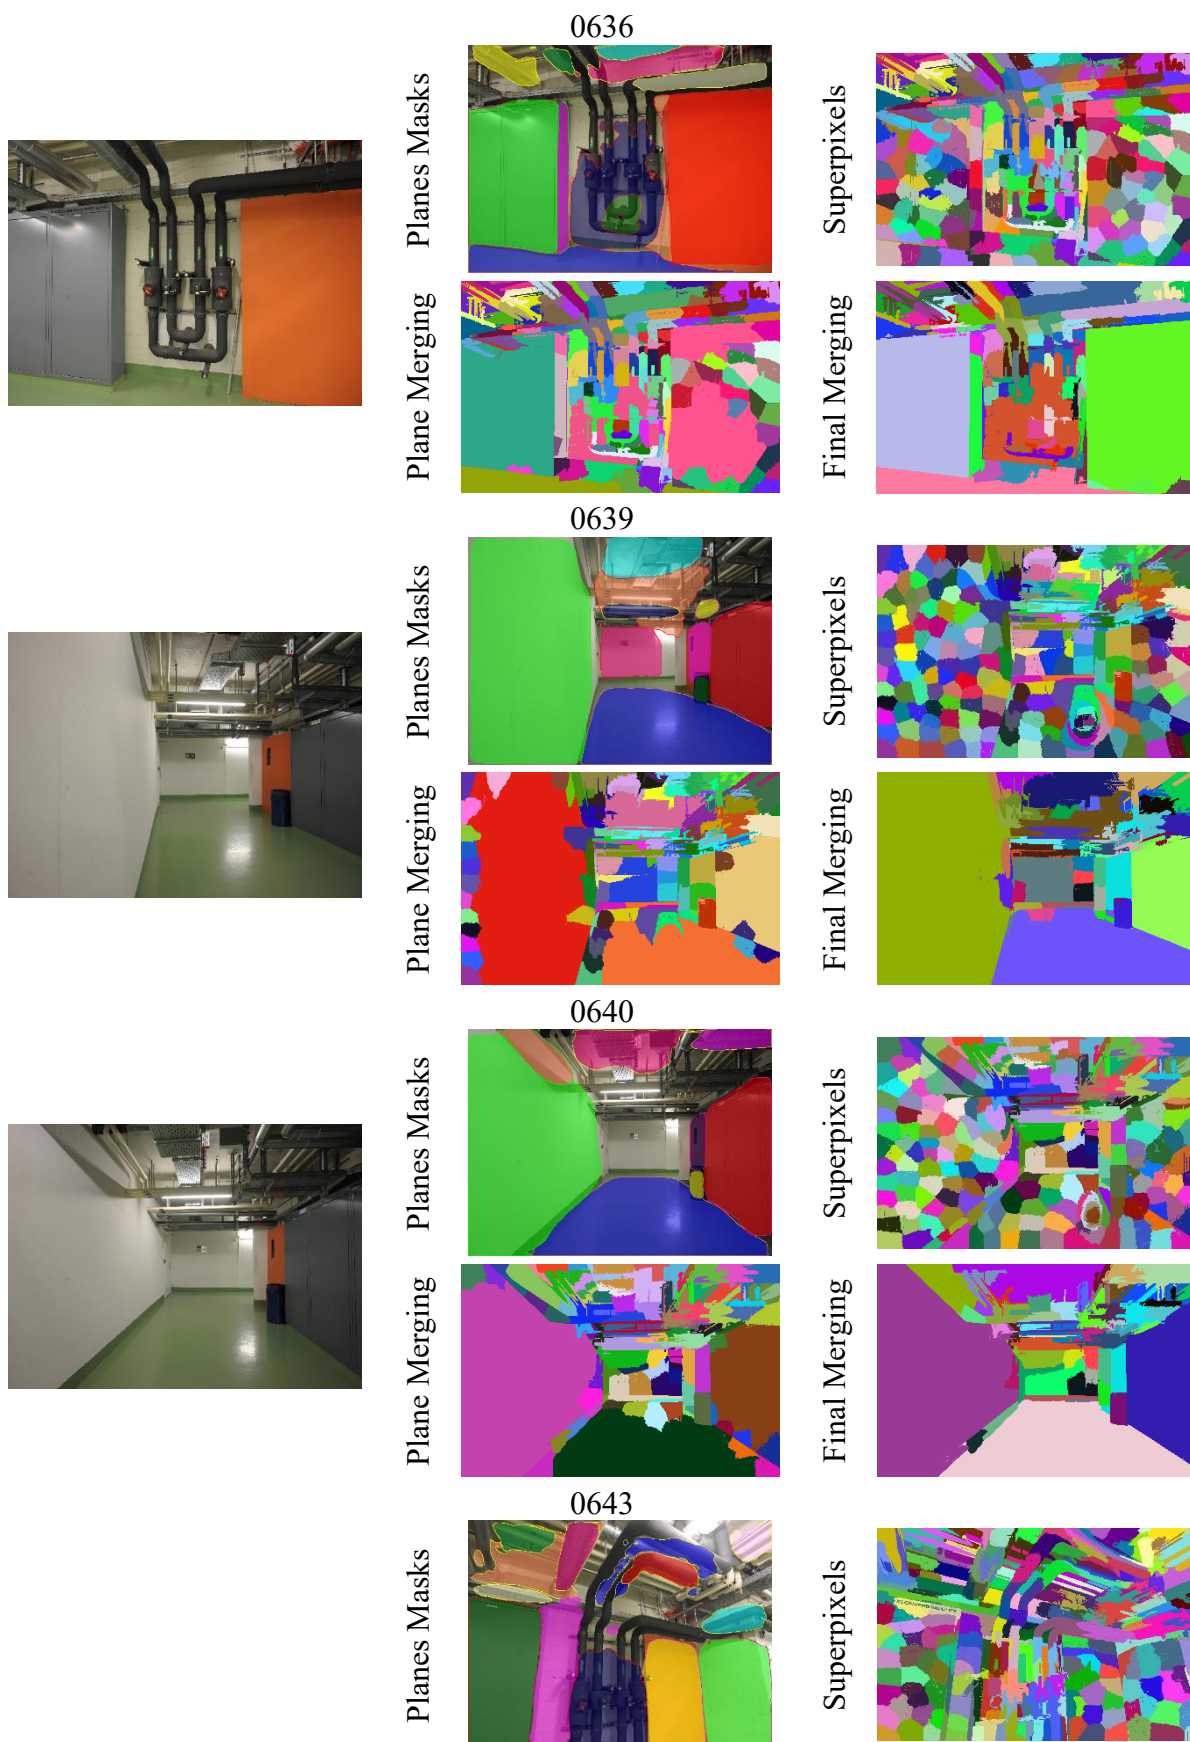 0636
Planes Masks
Superpixels
Plane Merging
Final Merging
0639
Planes Masks
Superpixels
Plane Merging
Final Merging
0640
Planes Masks
Superpixels
Plane Merging
Final Merging
0643
Planes Masks
Superpixels